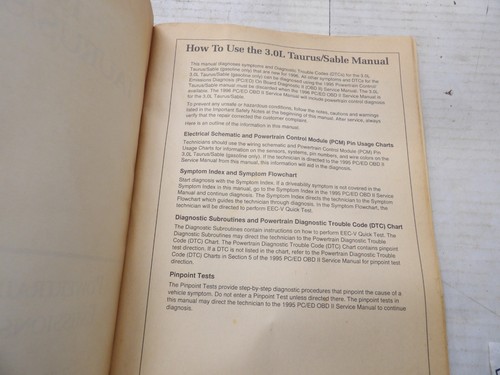 How To Use the 3.0L Taurus/Sable Manual
This manual diagnoses symptoms and Diagnostic Trouble Codes (DTCs) for the 3.0L
Taurus/Sable (gasoline only) that are new for 1996. All other symptoms and DTCs for the
3.0L Taurus/Sable (gasoline only) can be diagnosed using the 1995 Powertrain Control/
Emissions Diagnosis (PC/ED) On Board Diagnostic II (OBD II) Service Manual. The 3.0L
Taurus/Sable manual must be discarded when the 1996 PC/ED OBD II Service Manual is
available. The 1996 PC/ED OBD II Service Manual will include powertrain control diagnosis
for the 3.0L Taurus/Sable.
To prevent any unsafe or hazardous conditions, follow the notes, cautions and warnings
listed in the Important Safety Notes at the beginning of this manual. After service, always
verify that the repair corrected the customer complaint.
Here is an outline of the information in this manual.
Electrical Schematic and Powertrain Control Module (PCM) Pin Usage Charts
Technicians should use the wiring schematic and Powertrain Control Module (PCM) Pin
Usage Charts for information on the sensors, systems, pin numbers, and wire colors on the
3.0L Taurus/Sable (gasoline only). If the technician is directed to the 1995 PC/ED OBD II
Service Manual from this manual, this information will aid in the diagnosis.
Symptom Index and Symptom Flowchart
Start diagnosis with the Symptom Index. If a driveability symptom is not covered in the
Symptom Index in this manual, go to the Symptom Index in the 1995 PC/ED OBD II Service
Manual and continue diagnosis. The Symptom Index directs the technician to the Symptom
Flowchart which guides the technician through diagnosis. In the Symptom Flowchart, the
technician will be directed to perform EEC-V Quick Test.
Diagnostic Subroutines and Powertrain Diagnostic Trouble Code (DTC) Chart
The Diagnostic Subroutines contain instructions on how to perform EEC-V Quick Test. The
Diagnostic Subroutines may direct the technician to the Powertrain Diagnostic Trouble
Code (DTC) Chart. The Powertrain Diagnostic Trouble Code (DTC) Chart contains pinpoint
test direction. If a DTC is not listed in the chart, refer to the Powertrain Diagnostic Trouble
Code (DTC) Charts in Section 5 of the 1995 PC/ED OBD II Service Manual for pinpoint test
direction.
Pinpoint Tests
The Pinpoint Tests provide step-by-step diagnostic procedures that pinpoint the cause of a
vehicle symptom. Do not enter a Pinpoint Test unless directed there. The pinpoint tests in
this manual may direct the technician to the 1995 PC/ED OBD II Service Manual to continue
diagnosis.